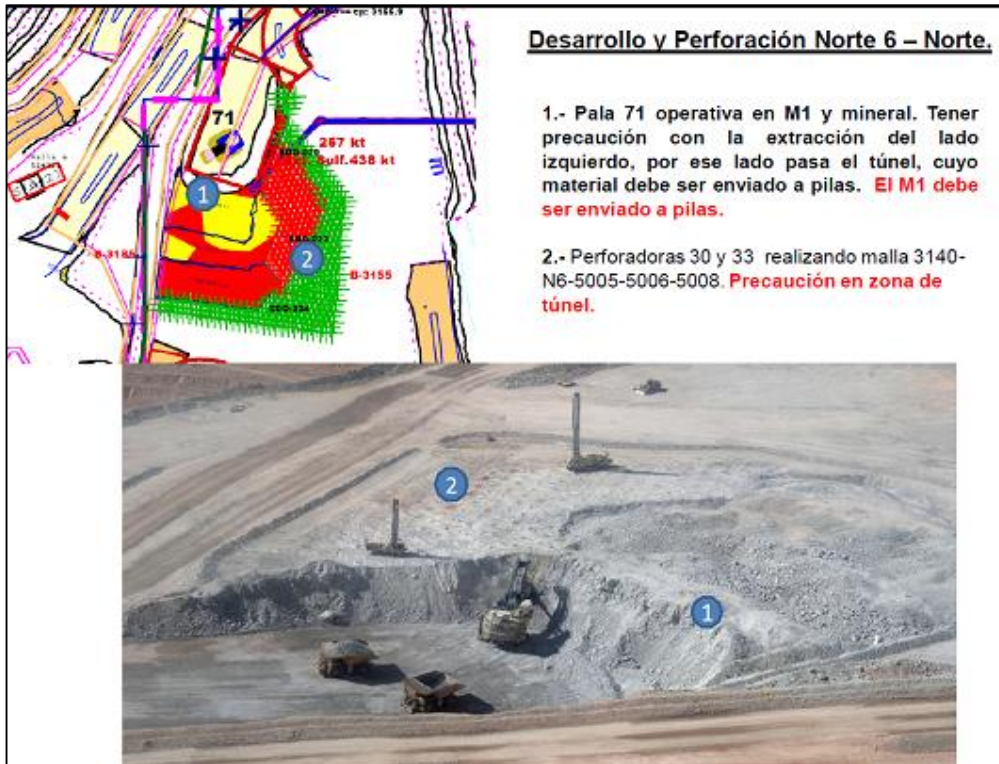 Desarrollo y Perforación Norte 6 – Norte.
1.- Pala 71 operativa en M1 y mineral. Tener
precaución con la extracción del lado
izquierdo, por ese lado pasa el túnel, cuyo
material debe ser enviado a pilas. El M1 debe
ser enviado a pilas.
2.- Perforadoras 30 y 33 realizando malla 3140-
N6-5005-5006-5008. Precaución en zona de
túnel.
71
257 kt
Sulf.438 kt
1
2
B-3185
B-3155
2
1